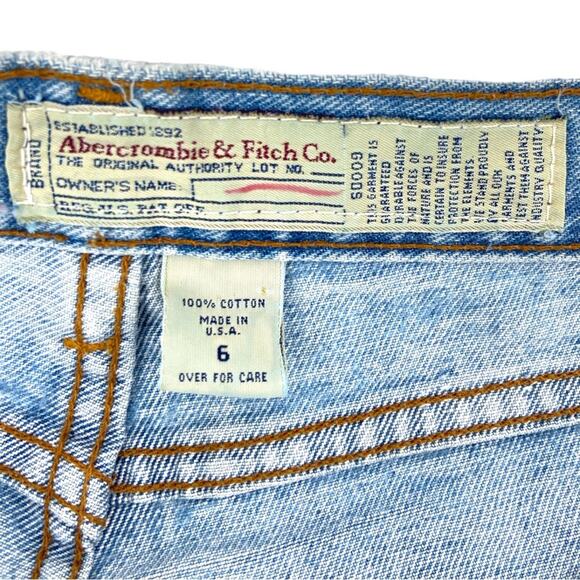 BRAND
ESTABLISHED 1892
Abercrombie & Fitch Co.
THE ORIGINAL AUTHORITY LOT NO.
OWNER'S NAME:
REG. U.S. PAT. OFF.
GOODS
THIS GARMENT IS
GUARANTEED
DURABLE AGAINST
THE FORCES OF
NATURE AND IS
CERTAIN TO ENSURE
PROTECTION FROM
THE ELEMENTS.
WE STAND PROUDLY
BY ALL OUR
GARMENTS AND
TEST THEM AGAINST
INDUSTRY QUALITY
100% COTTON
MADE IN
U.S.A.
6
OVER FOR CARE